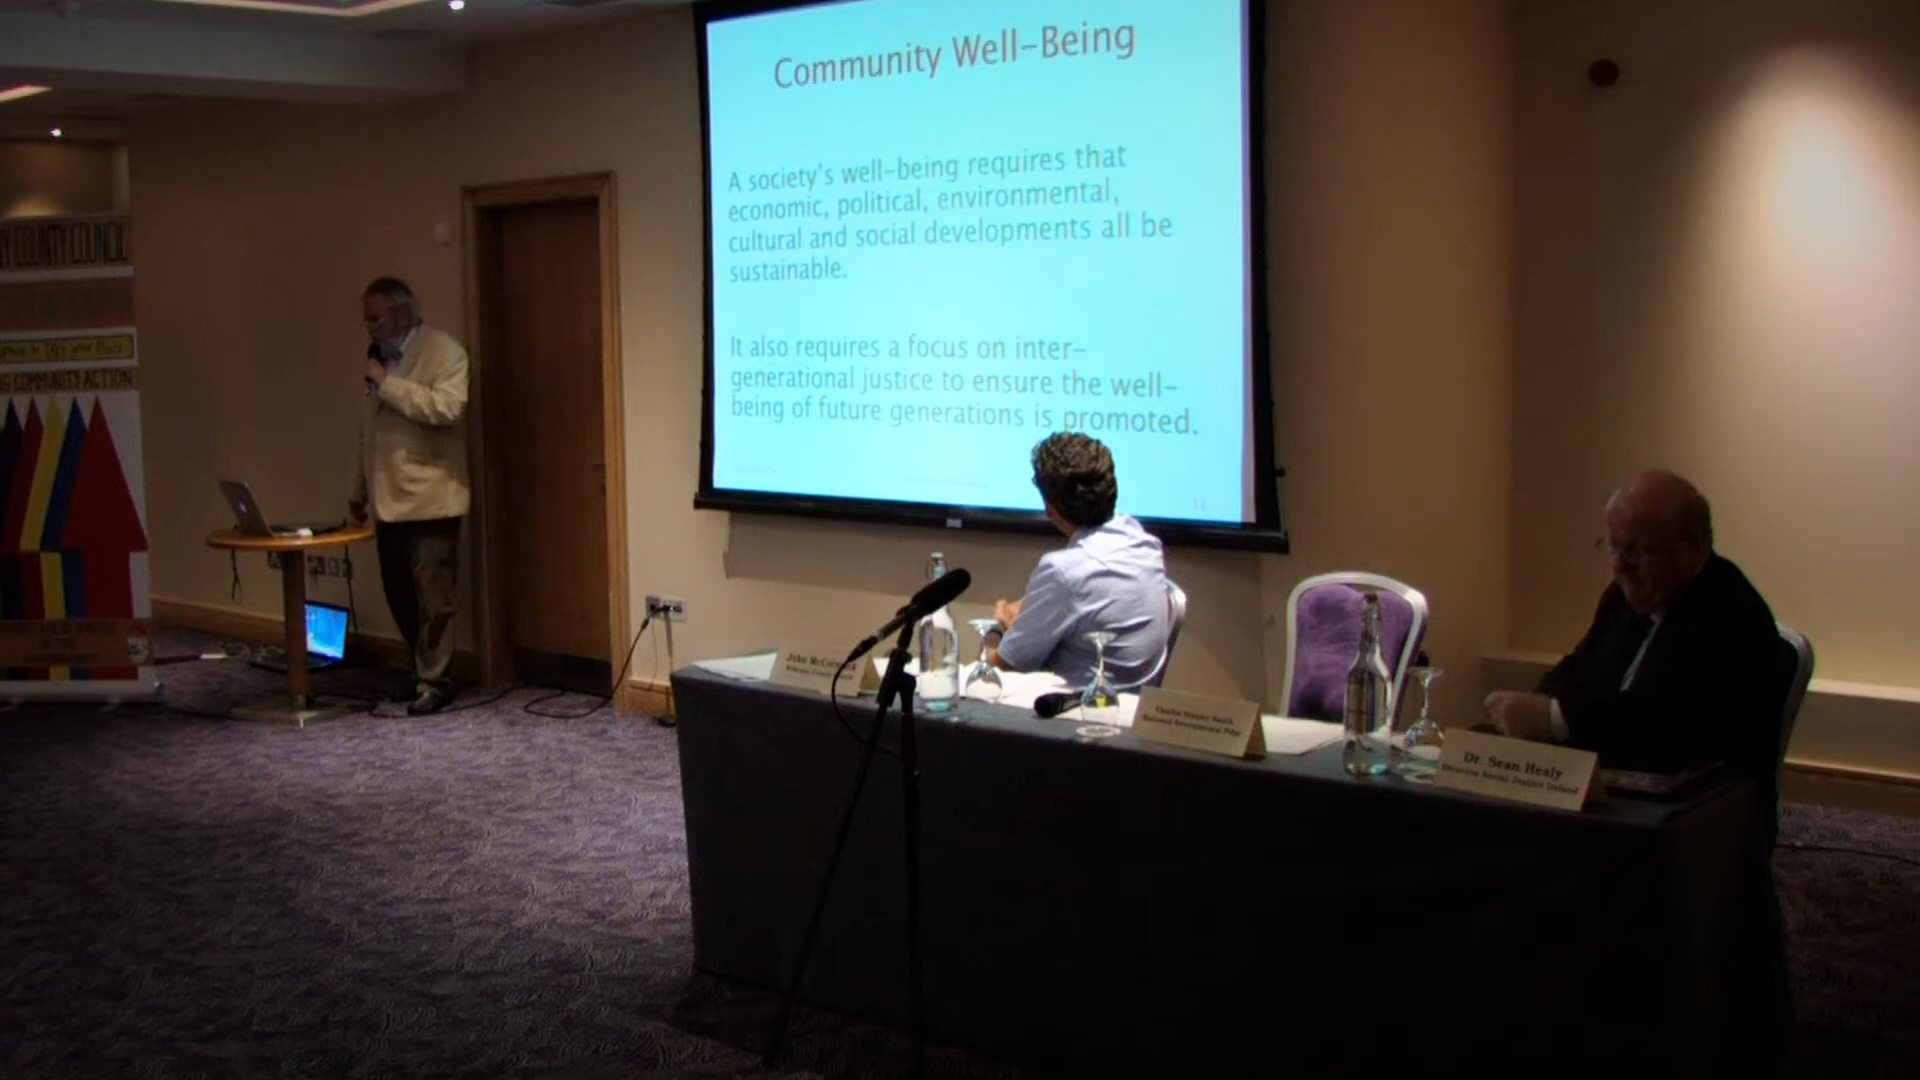 Community Well-Being
A society's well-being requires that
economic, political, environmental,
cultural and social developments all be
sustainable.
It also requires a focus on inter-
generational justice to ensure the well-
being of future generations is promoted.
Y COUNTY COUNCIL
your Place
COMMUNITY ACTION
John McCormack
Dr. Sean Healy
Director Social Justice Ireland